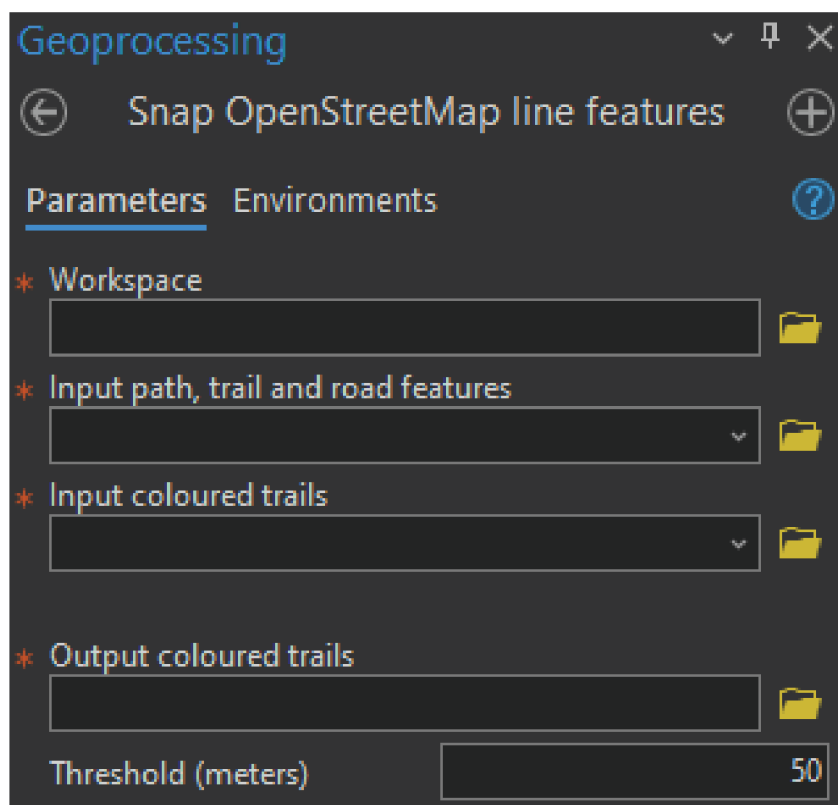 Geoprocessing
Snap OpenStreetMap line features
Parameters Environments
* Workspace
* Input path, trail and road features
* Input coloured trails
* Output coloured trails
Threshold (meters) 50